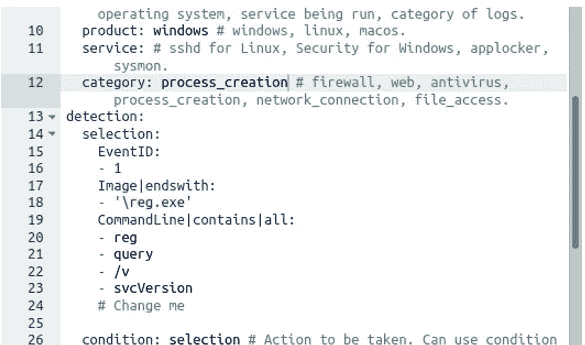 operating system, service being run, category of logs.
10 product: windows # windows, linux, macos.
11 service: # sshd for Linux, Security for Windows, applocker,
sysmon.
12 category: process_creation # firewall, web, antivirus,
process_creation, network_connection, file_access.
13 detection:
14 selection:
15 EventID:
16 - 1
17 Image|endswith:
18 - '\reg.exe'
19 CommandLine|contains|all:
20 - reg
21 - query
22 - /v
23 - svcVersion
24 # Change me
25
26 condition: selection # Action to be taken. Can use condition